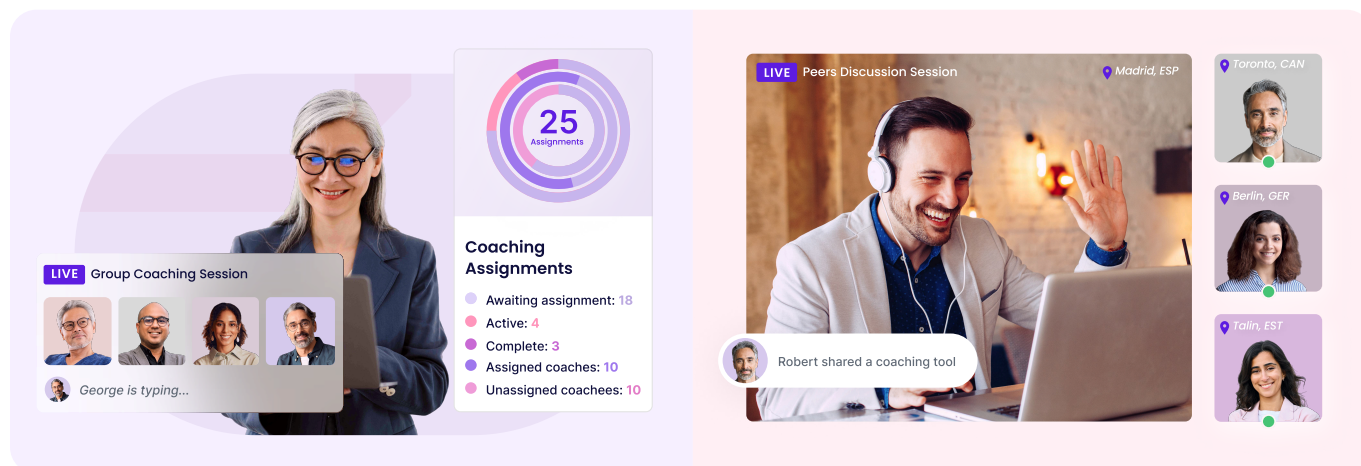 25
Assignments
Coaching
Assignments
Awaiting assignment: 18
Active: 4
Complete: 3
Assigned coaches: 10
Unassigned coachees: 10
LIVE Group Coaching Session
George is typing...
LIVE Peers Discussion Session
Madrid, ESP
Robert shared a coaching tool
Toronto, CAN
Berlin, GER
Talin, EST